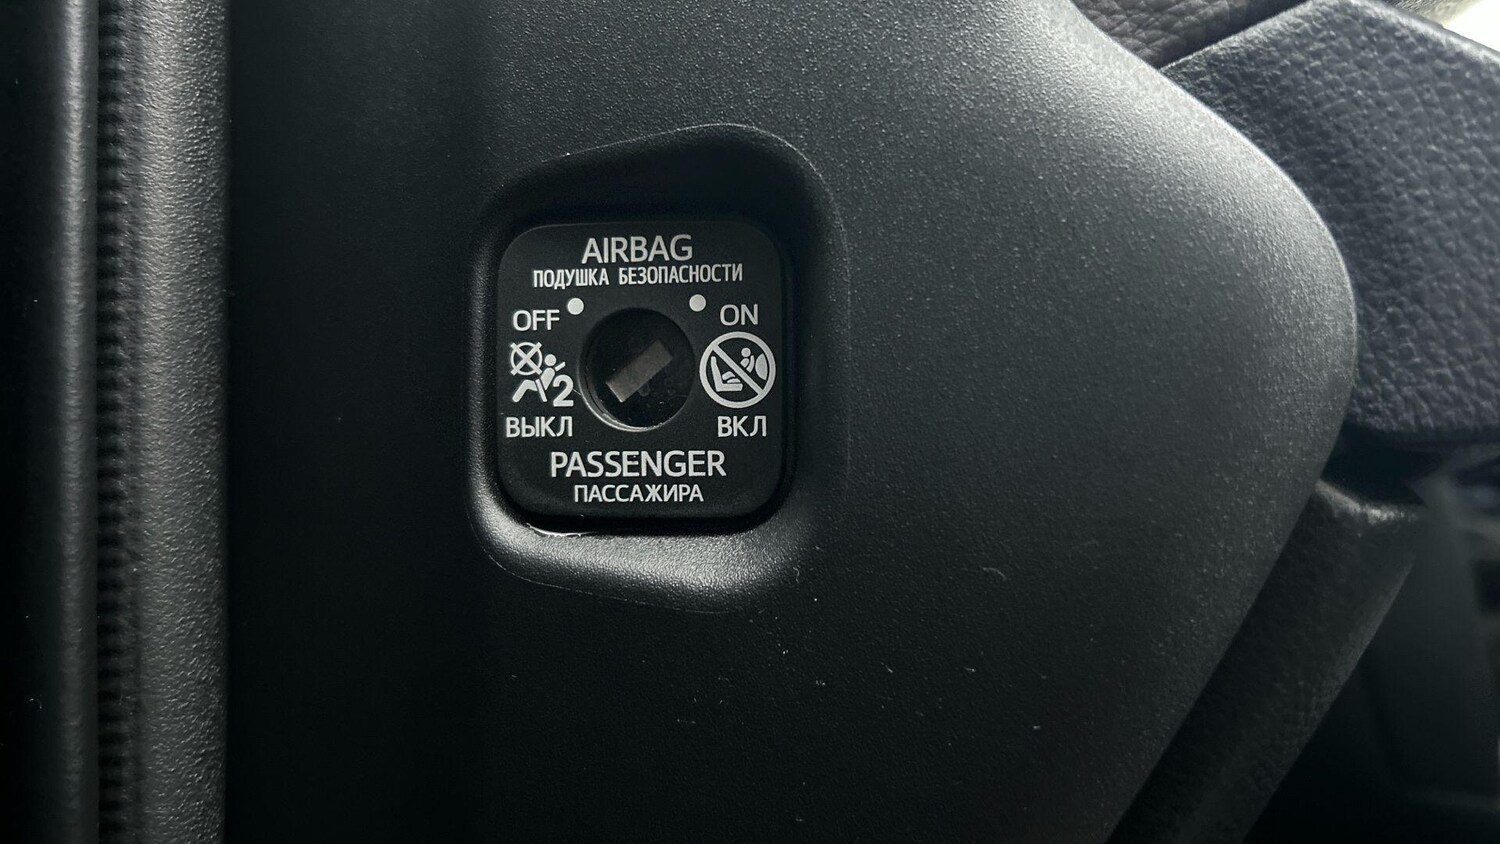 AIRBAG
ПОДУШКА БЕЗОПАСНОСТИ
OFF ON
2
ВЫКЛ ВКЛ
PASSENGER
ПАССАЖИРА